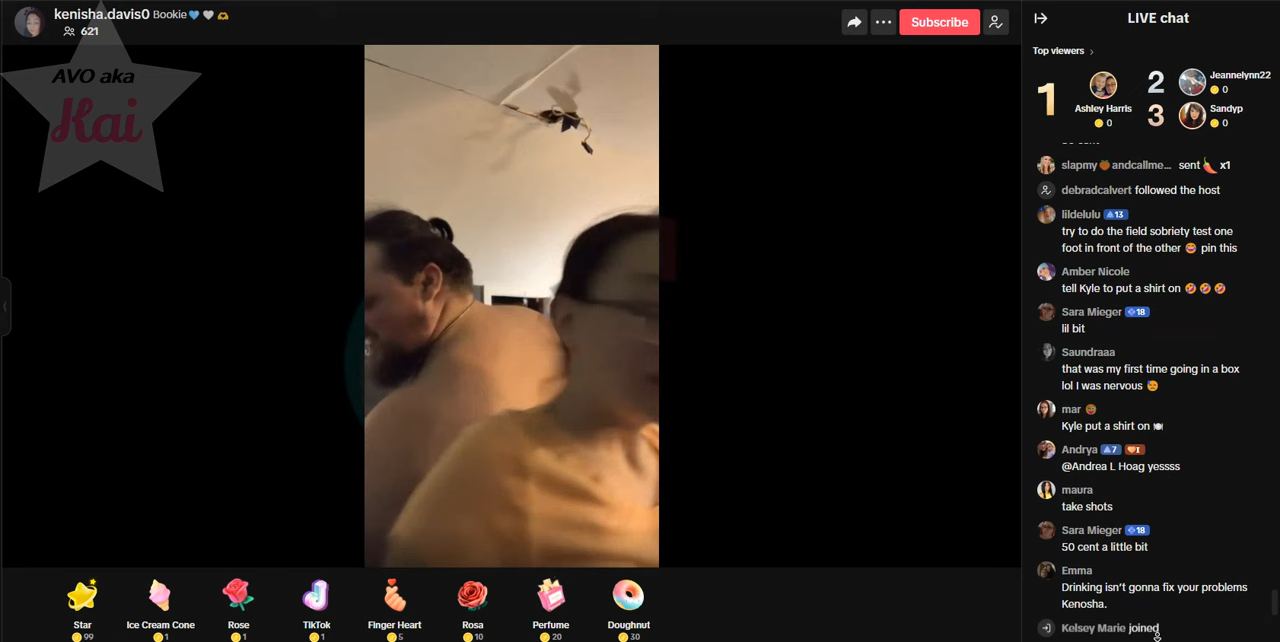 kenisha.davis0 Bookie💙🤍🫶
621
Subscribe
AVO aka
Kai
LIVE chat
Top viewers
1
Ashley Harris
0
2
Jeannelynn22
0
3
Sandyp
0
slapmy🍑andcallme... sent 🌶️ x1
debradcalvert followed the host
lildelulu 13
try to do the field sobriety test one
foot in front of the other 😆 pin this
Amber Nicole
tell Kyle to put a shirt on 🤣 🤣 🤣
Sara Mieger 18
lil bit
Saundraaa
that was my first time going in a box
lol I was nervous 😓
mar
Kyle put a shirt on 🍽
Andrya 7 I
@Andrea L Hoag yessss
maura
take shots
Sara Mieger 18
50 cent a little bit
Emma
Drinking isn't gonna fix your problems
Kenosha.
Kelsey Marie joined
Star
99
Ice Cream Cone
1
Rose
1
TikTok
1
Finger Heart
5
Rosa
10
Perfume
20
Doughnut
30